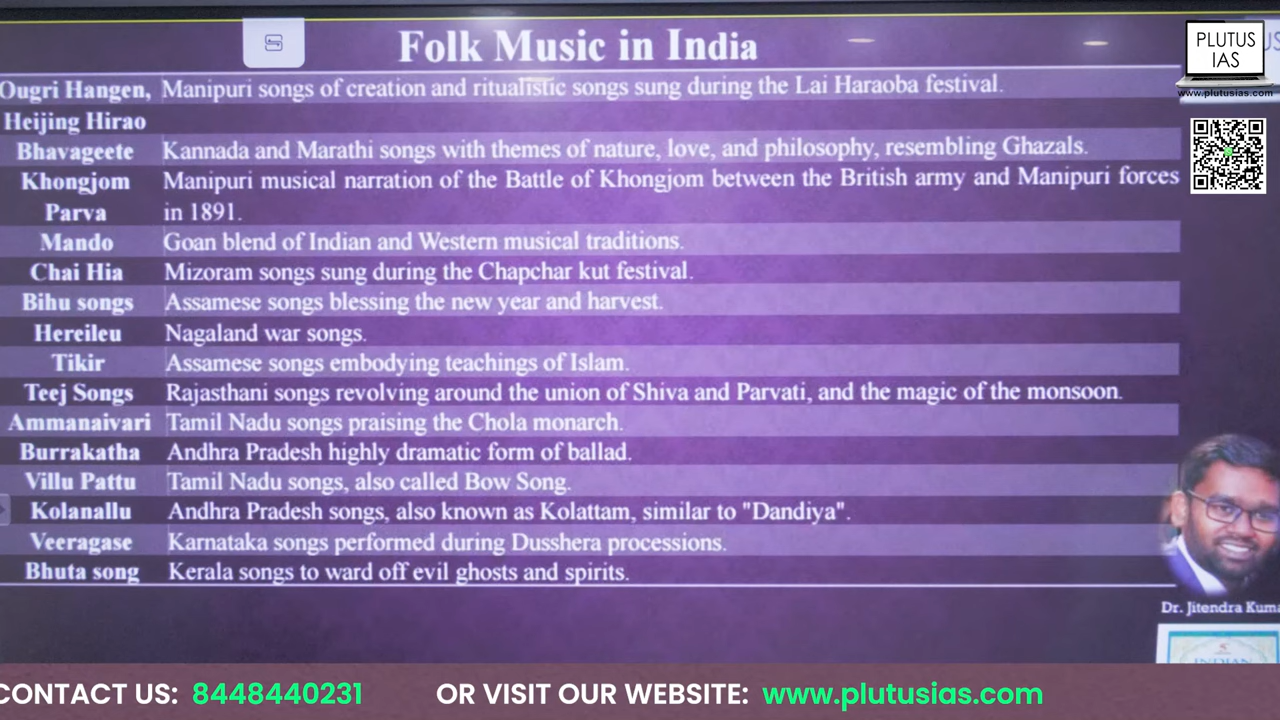 Folk Music in India
PLUTUS
IAS
www.plutusias.com
Ougri Hangen, Manipuri songs of creation and ritualistic songs sung during the Lai Haraoba festival.
Heijing Hirao
Bhavageete Kannada and Marathi songs with themes of nature, love, and philosophy, resembling Ghazals.
Khongjom Manipuri musical narration of the Battle of Khongjom between the British army and Manipuri forces
Parva in 1891.
Mando Goan blend of Indian and Western musical traditions.
Chai Hia Mizoram songs sung during the Chapchar kut festival.
Bihu songs Assamese songs blessing the new year and harvest.
Hereileu Nagaland war songs.
Tikir Assamese songs embodying teachings of Islam.
Teej Songs Rajasthani songs revolving around the union of Shiva and Parvati, and the magic of the monsoon.
Ammanaivari Tamil Nadu songs praising the Chola monarch.
Burrakatha Andhra Pradesh highly dramatic form of ballad.
Villu Pattu Tamil Nadu songs, also called Bow Song.
Kolanallu Andhra Pradesh songs, also known as Kolattam, similar to "Dandiya".
Veeragase Karnataka songs performed during Dusshera processions.
Bhuta song Kerala songs to ward off evil ghosts and spirits.
Dr. Jitendra Kuma
INDIAN
CONTACT US: 8448440231 OR VISIT OUR WEBSITE: www.plutusias.com